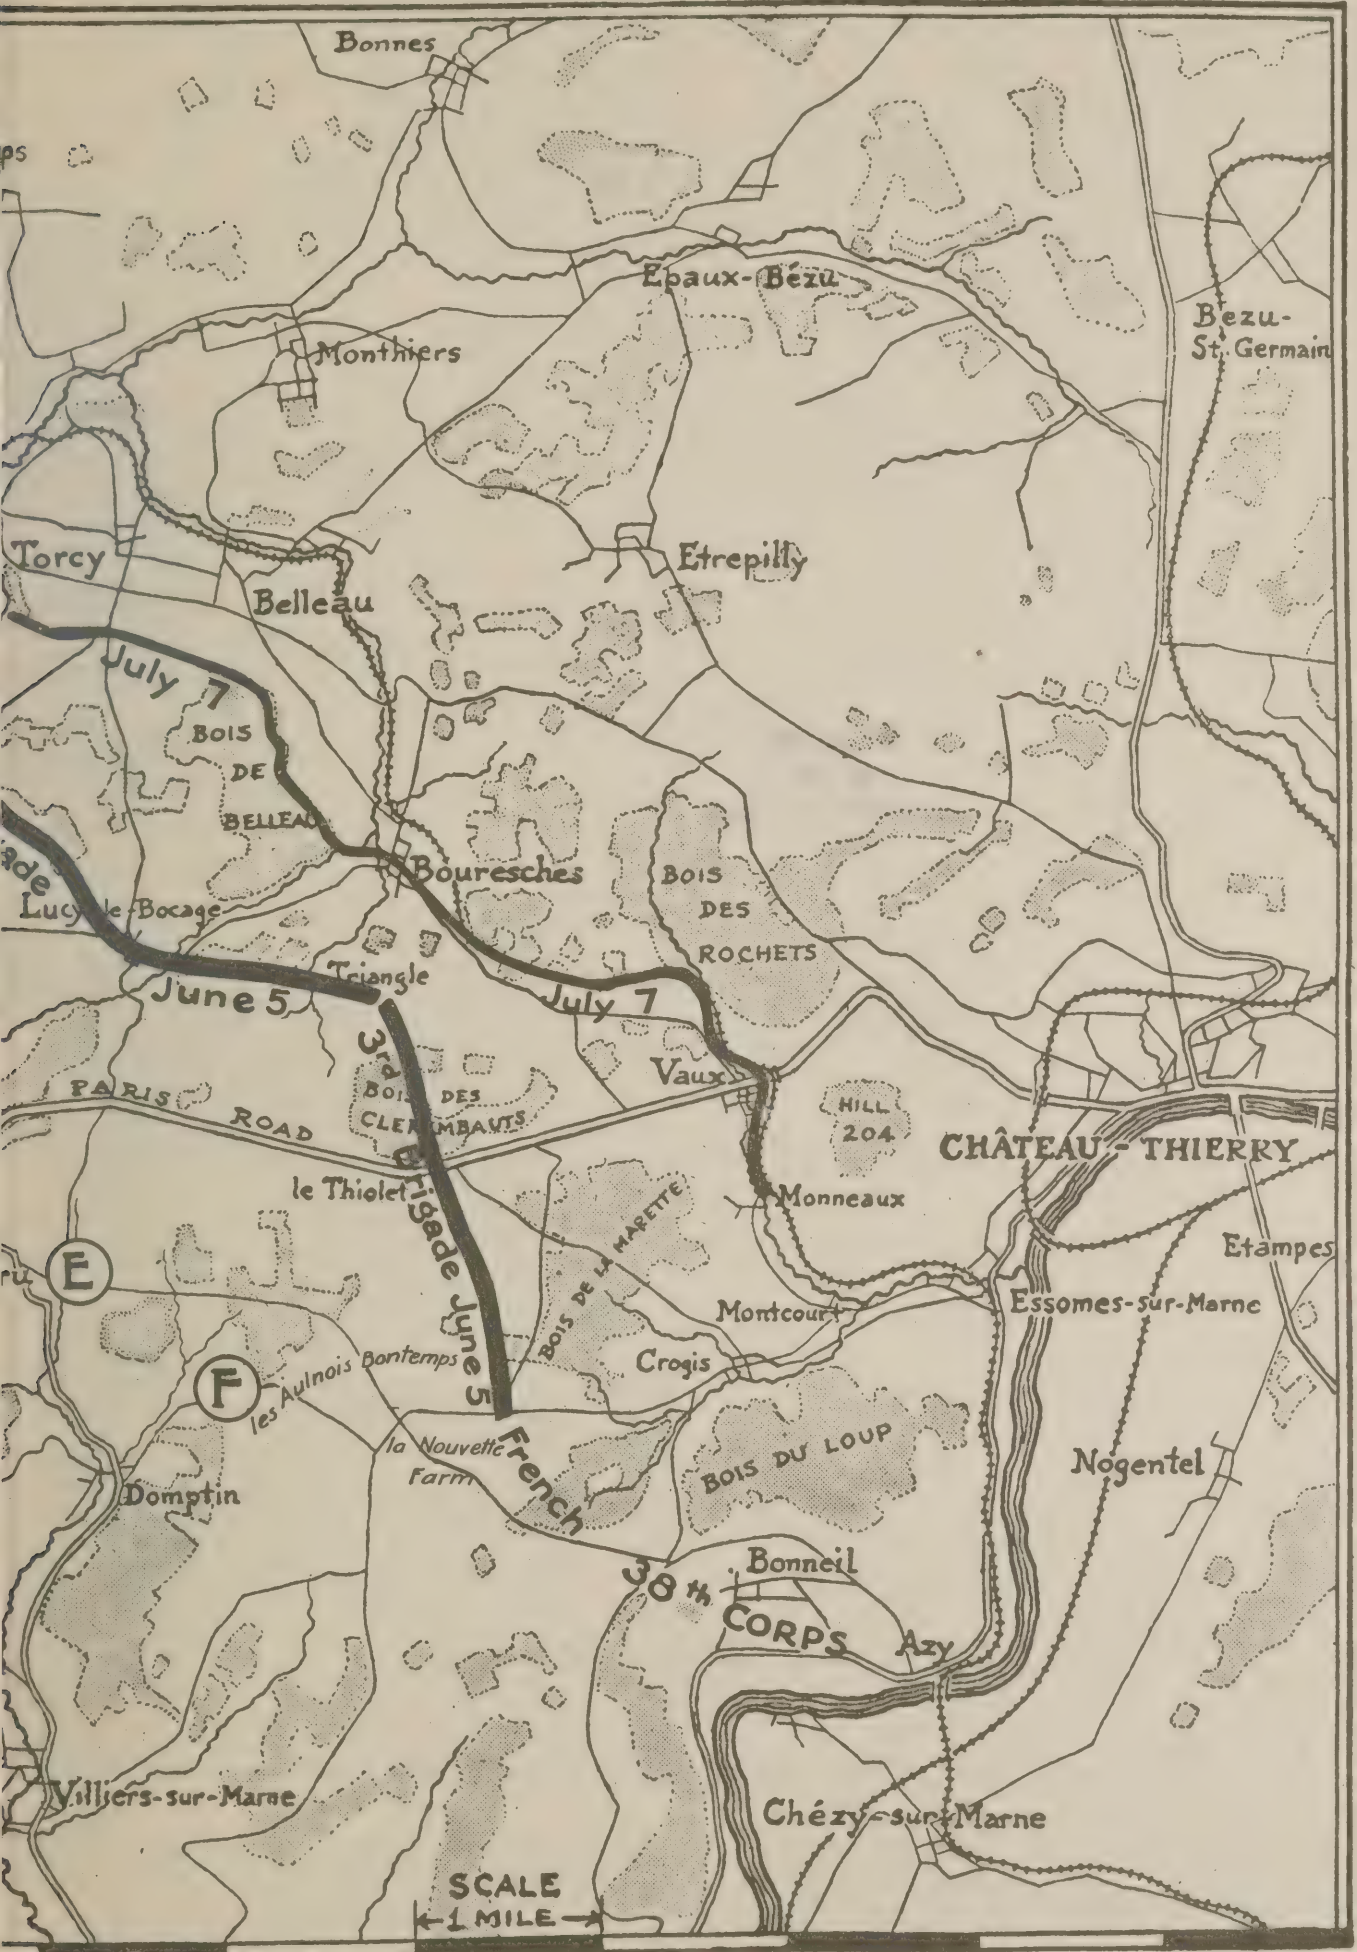 Bonnes
ps
Epaux-Bézu
Bezu-
St. Germain
Monthiers
Torcy
Etrepilly
Belleau
July 7
BOIS
DE
BELLEAU
ade
Bouresches
BOIS
DES
ROCHETS
Lucy-le-Bocage
Triangle
June 5
July 7
3rd Brigade June 5
Vaux
BOIS DES
CLEREMBAUTS
PARIS ROAD
HILL
204
CHÂTEAU-THIERRY
le Thiolet
Monneaux
BOIS DE LA MARETTE
Etampes
ru
E
Essomes-sur-Marne
Montcourt
Crogis
F
les Aulnois Bontemps
la Nouvette
Farm
French
38th CORPS
BOIS DU LOUP
Nogentel
Domptin
Bonneil
Azy
Villiers-sur-Marne
Chézy-sur-Marne
SCALE
1 MILE